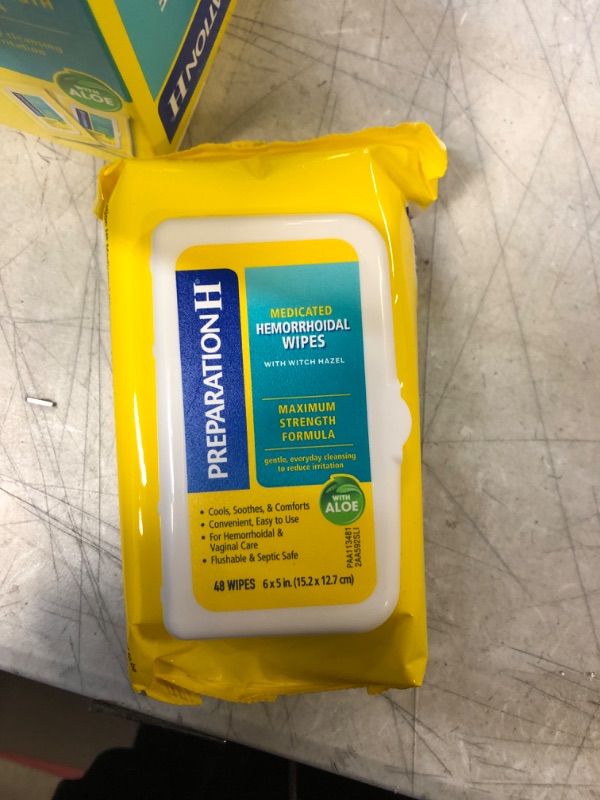 WITH
ALOE
PREPARATION H
MEDICATED
HEMORRHOIDAL
WIPES
WITH WITCH HAZEL
MAXIMUM
STRENGTH
FORMULA
gentle, everyday cleansing
to reduce irritation
WITH
ALOE
• Cools, Soothes, & Comforts
• Convenient, Easy to Use
• For Hemorrhoidal &
Vaginal Care
• Flushable & Septic Safe
PAA113481
2AA592SLI
48 WIPES 6 x 5 in. (15.2 x 12.7 cm)